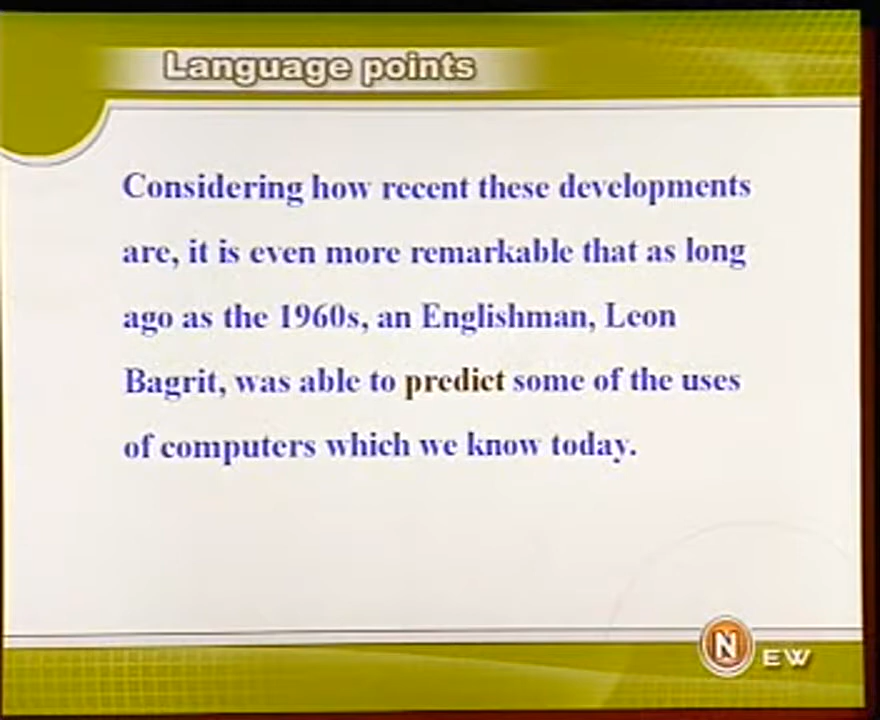 Language points
Considering how recent these developments
are, it is even more remarkable that as long
ago as the 1960s, an Englishman, Leon
Bagrit, was able to predict some of the uses
of computers which we know today.
NEW